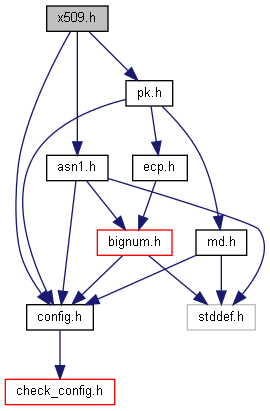 x509.h
pk.h
asn1.h
ecp.h
bignum.h
md.h
config.h
stddef.h
check_config.h